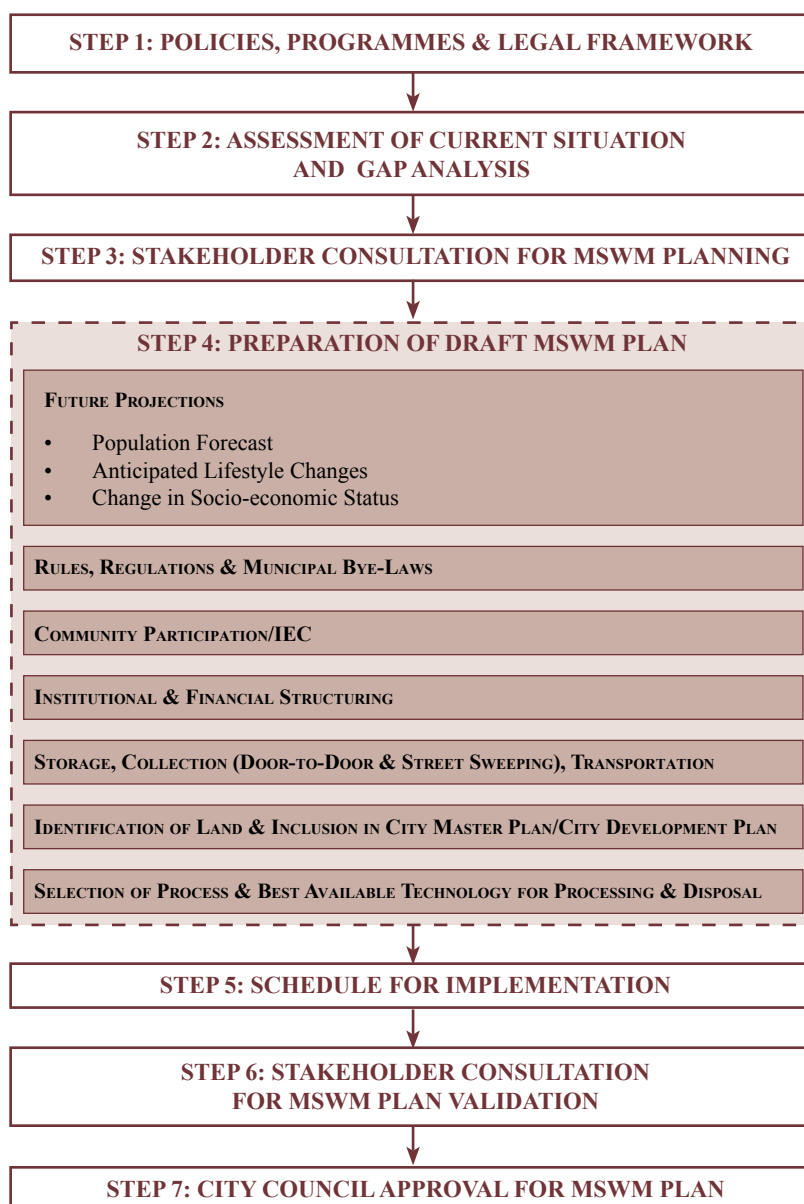 STEP 1: POLICIES, PROGRAMMES & LEGAL FRAMEWORK
STEP 2: ASSESSMENT OF CURRENT SITUATION
AND GAP ANALYSIS
STEP 3: STAKEHOLDER CONSULTATION FOR MSWM PLANNING
STEP 4: PREPARATION OF DRAFT MSWM PLAN
Future Projections
• Population Forecast
• Anticipated Lifestyle Changes
• Change in Socio-economic Status
Rules, Regulations & Municipal Bye-Laws
Community Participation/IEC
Institutional & Financial Structuring
Storage, Collection (Door-to-Door & Street Sweeping), Transportation
Identification of Land & Inclusion in City Master Plan/City Development Plan
Selection of Process & Best Available Technology for Processing & Disposal
STEP 5: SCHEDULE FOR IMPLEMENTATION
STEP 6: STAKEHOLDER CONSULTATION
FOR MSWM PLAN VALIDATION
STEP 7: CITY COUNCIL APPROVAL FOR MSWM PLAN